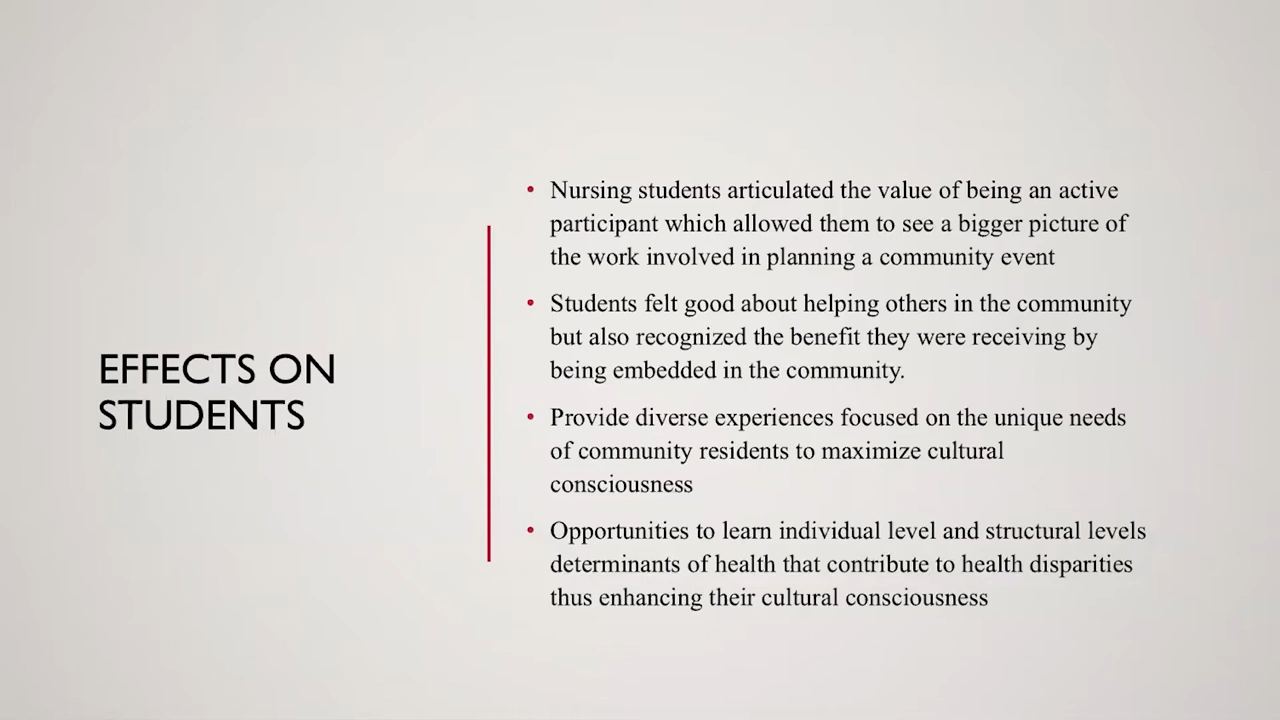 EFFECTS ON
STUDENTS
• Nursing students articulated the value of being an active
participant which allowed them to see a bigger picture of
the work involved in planning a community event
• Students felt good about helping others in the community
but also recognized the benefit they were receiving by
being embedded in the community.
• Provide diverse experiences focused on the unique needs
of community residents to maximize cultural
consciousness
• Opportunities to learn individual level and structural levels
determinants of health that contribute to health disparities
thus enhancing their cultural consciousness